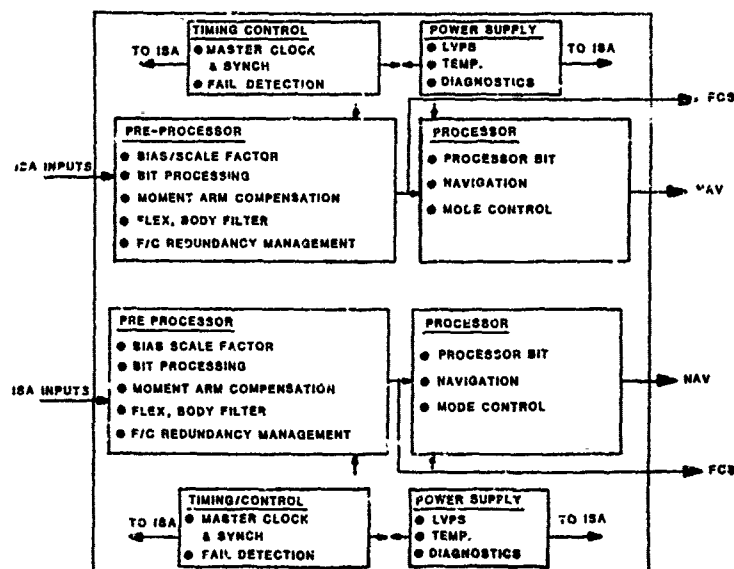 TIMING CONTROL
POWER SUPPLY
TO ISA
● MASTER CLOCK
& SYNCH
● FAIL DETECTION
● LVPS
● TEMP.
● DIAGNOSTICS
TO ISA
FCS
PRE-PROCESSOR
● BIAS/SCALE FACTOR
● BIT PROCESSING
● MOMENT ARM COMPENSATION
● FLEX, BODY FILTER
● F/C REDUNDANCY MANAGEMENT
ISA INPUTS
PROCESSOR
● PROCESSOR BIT
● NAVIGATION
● MODE CONTROL
NAV
PRE PROCESSOR
● BIAS SCALE FACTOR
● BIT PROCESSING
● MOMENT ARM COMPENSATION
● FLEX, BODY FILTER
● F/C REDUNDANCY MANAGEMENT
ISA INPUTS
PROCESSOR
● PROCESSOR BIT
● NAVIGATION
● MODE CONTROL
NAV
FCS
TIMING/CONTROL
POWER SUPPLY
TO ISA
● MASTER CLOCK
& SYNCH
● FAIL DETECTION
● LVPS
● TEMP.
● DIAGNOSTICS
TO ISA